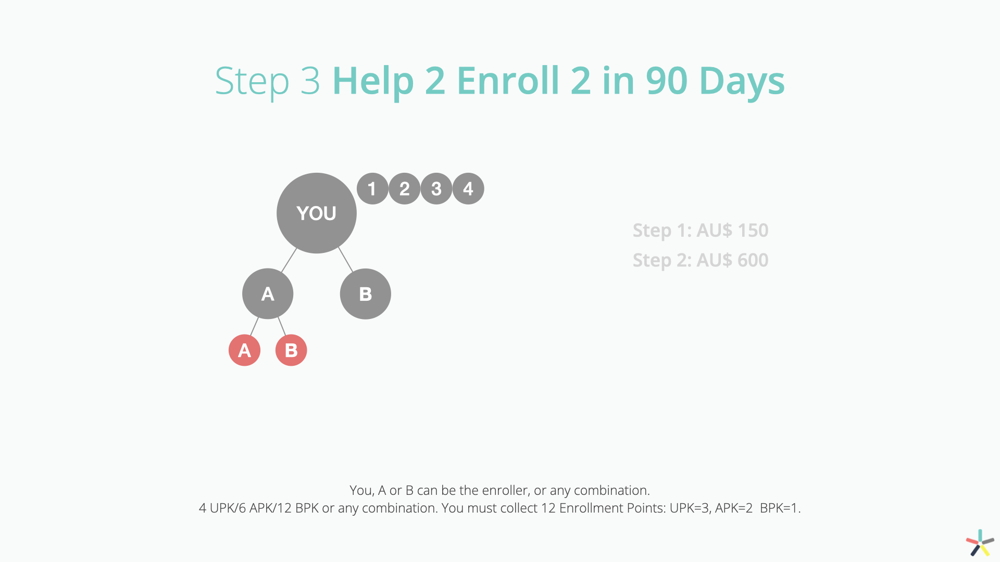 Step 3 Help 2 Enroll 2 in 90 Days
YOU
1 2 3 4
Step 1: AU$ 150
Step 2: AU$ 600
A B
A B
You, A or B can be the enroller, or any combination.
4 UPK/6 APK/12 BPK or any combination. You must collect 12 Enrollment Points: UPK=3, APK=2  BPK=1.